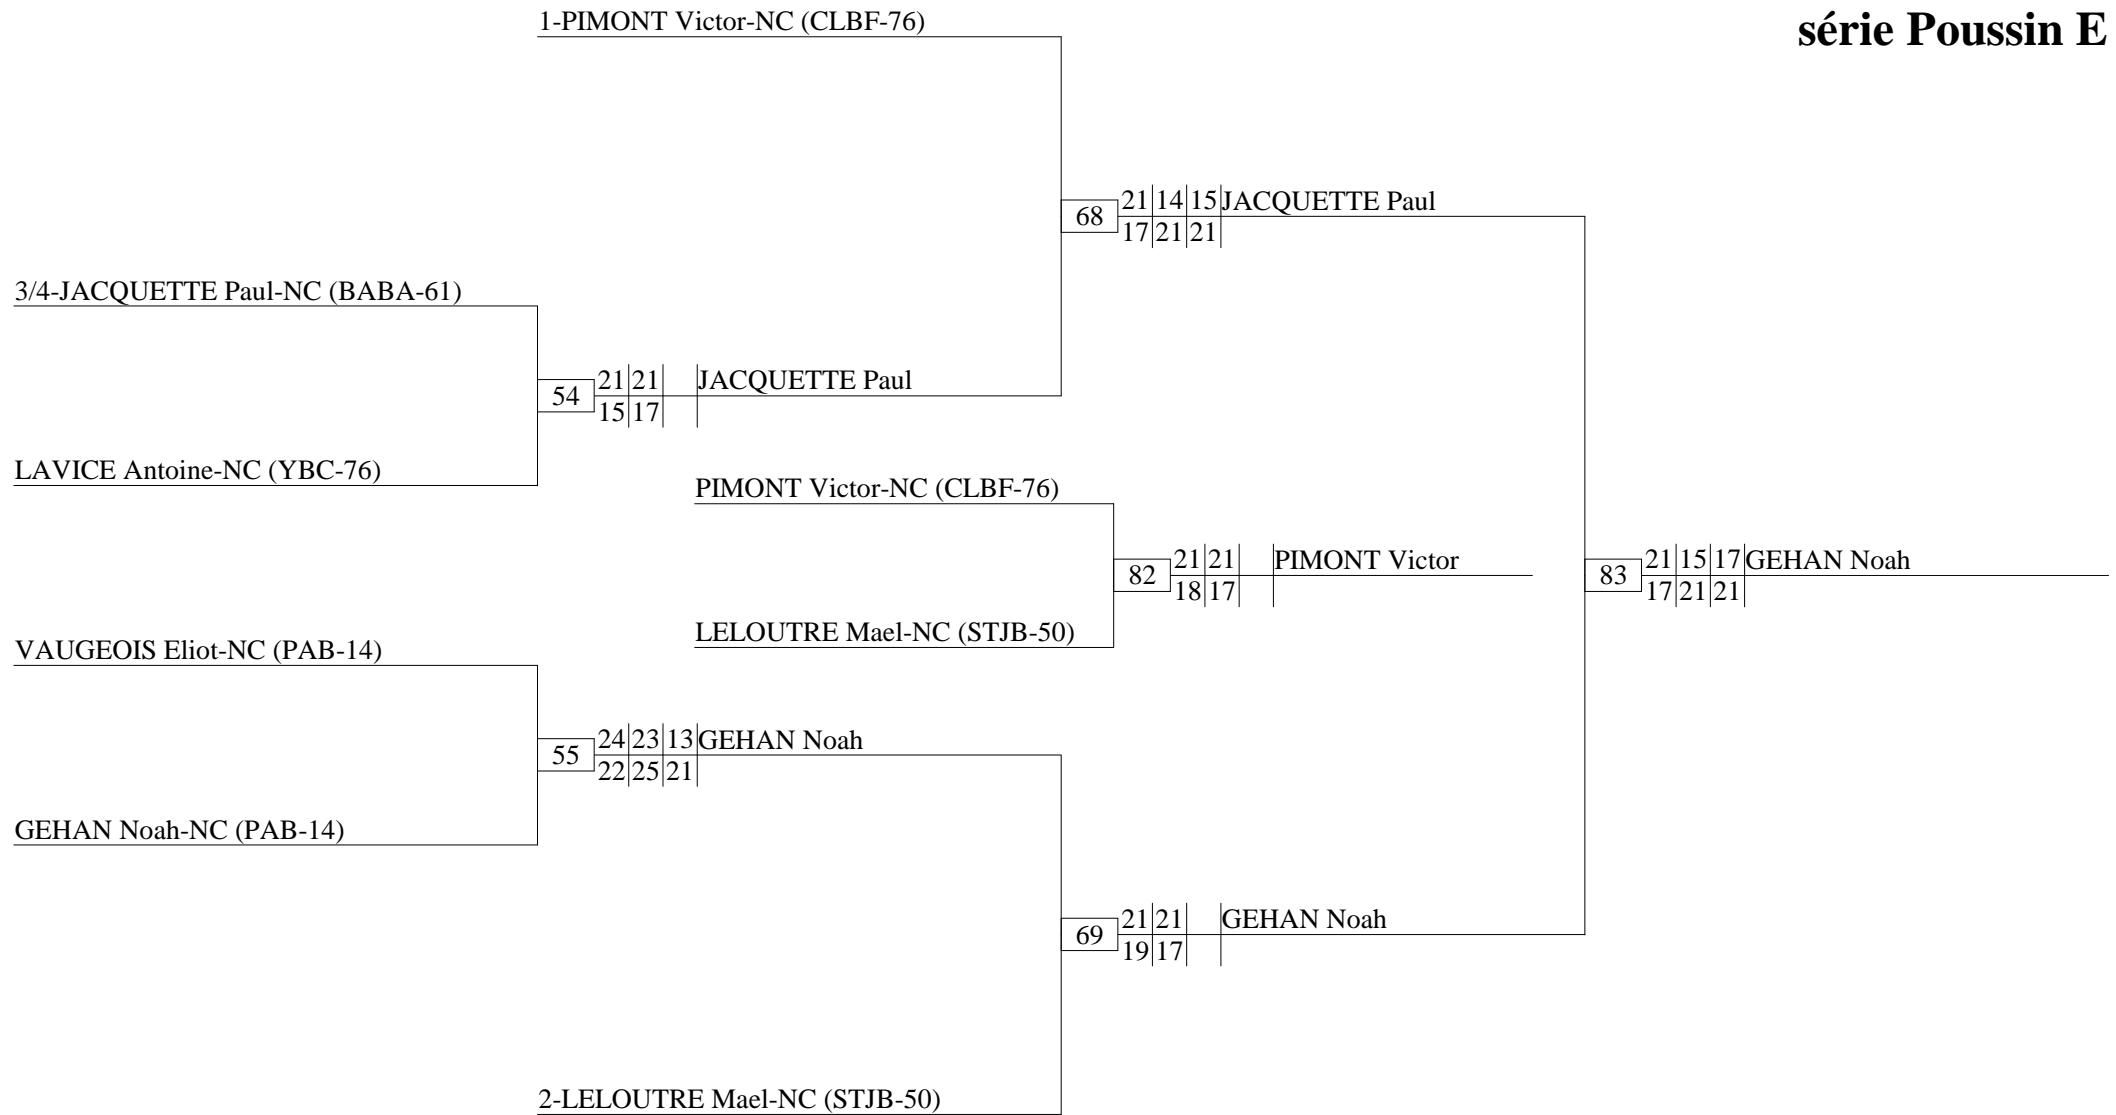 1-PIMONT Victor-NC (CLBF-76)
série Poussin E
21 14 15 JACQUETTE Paul
68
17 21 21
3/4-JACQUETTE Paul-NC (BABA-61)
21 21 JACQUETTE Paul
54
15 17
LAVICE Antoine-NC (YBC-76)
PIMONT Victor-NC (CLBF-76)
21 21 PIMONT Victor
82
18 17
21 15 17 GEHAN Noah
83
17 21 21
LELOUTRE Mael-NC (STJB-50)
VAUGEOIS Eliot-NC (PAB-14)
24 23 13 GEHAN Noah
55
22 25 21
GEHAN Noah-NC (PAB-14)
21 21 GEHAN Noah
69
19 17
2-LELOUTRE Mael-NC (STJB-50)